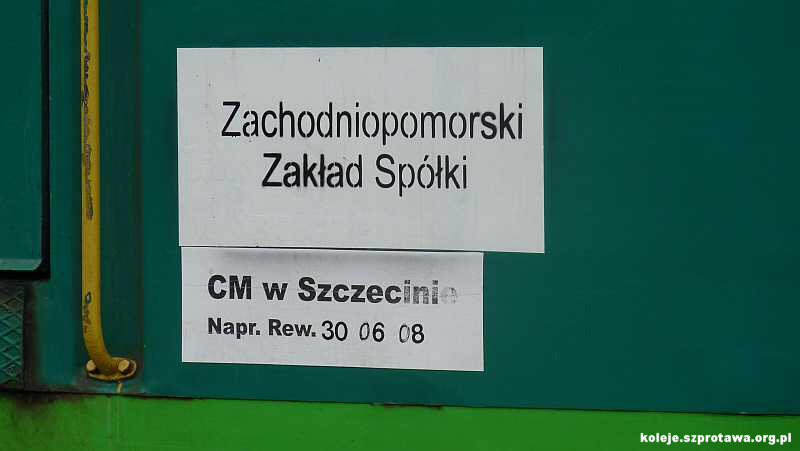 Zachodniopomorski
Zakład Spółki
CM w Szczecinie
Napr. Rew. 30 06 08
koleje.szprotawa.org.pl